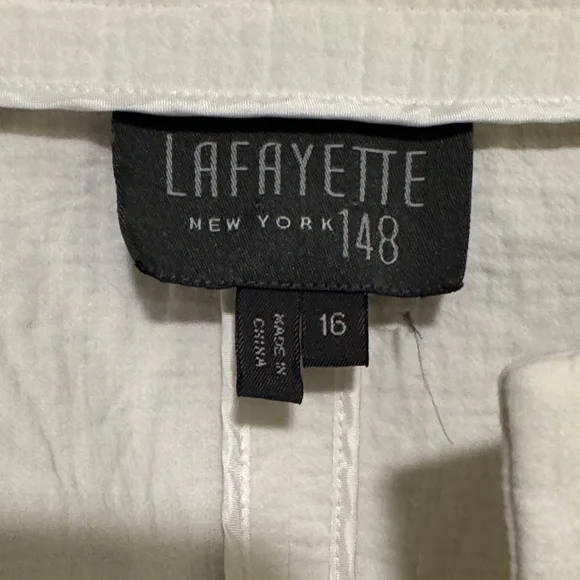 LAFAYETTE
NEW YORK 148
MADE IN
CHINA
16